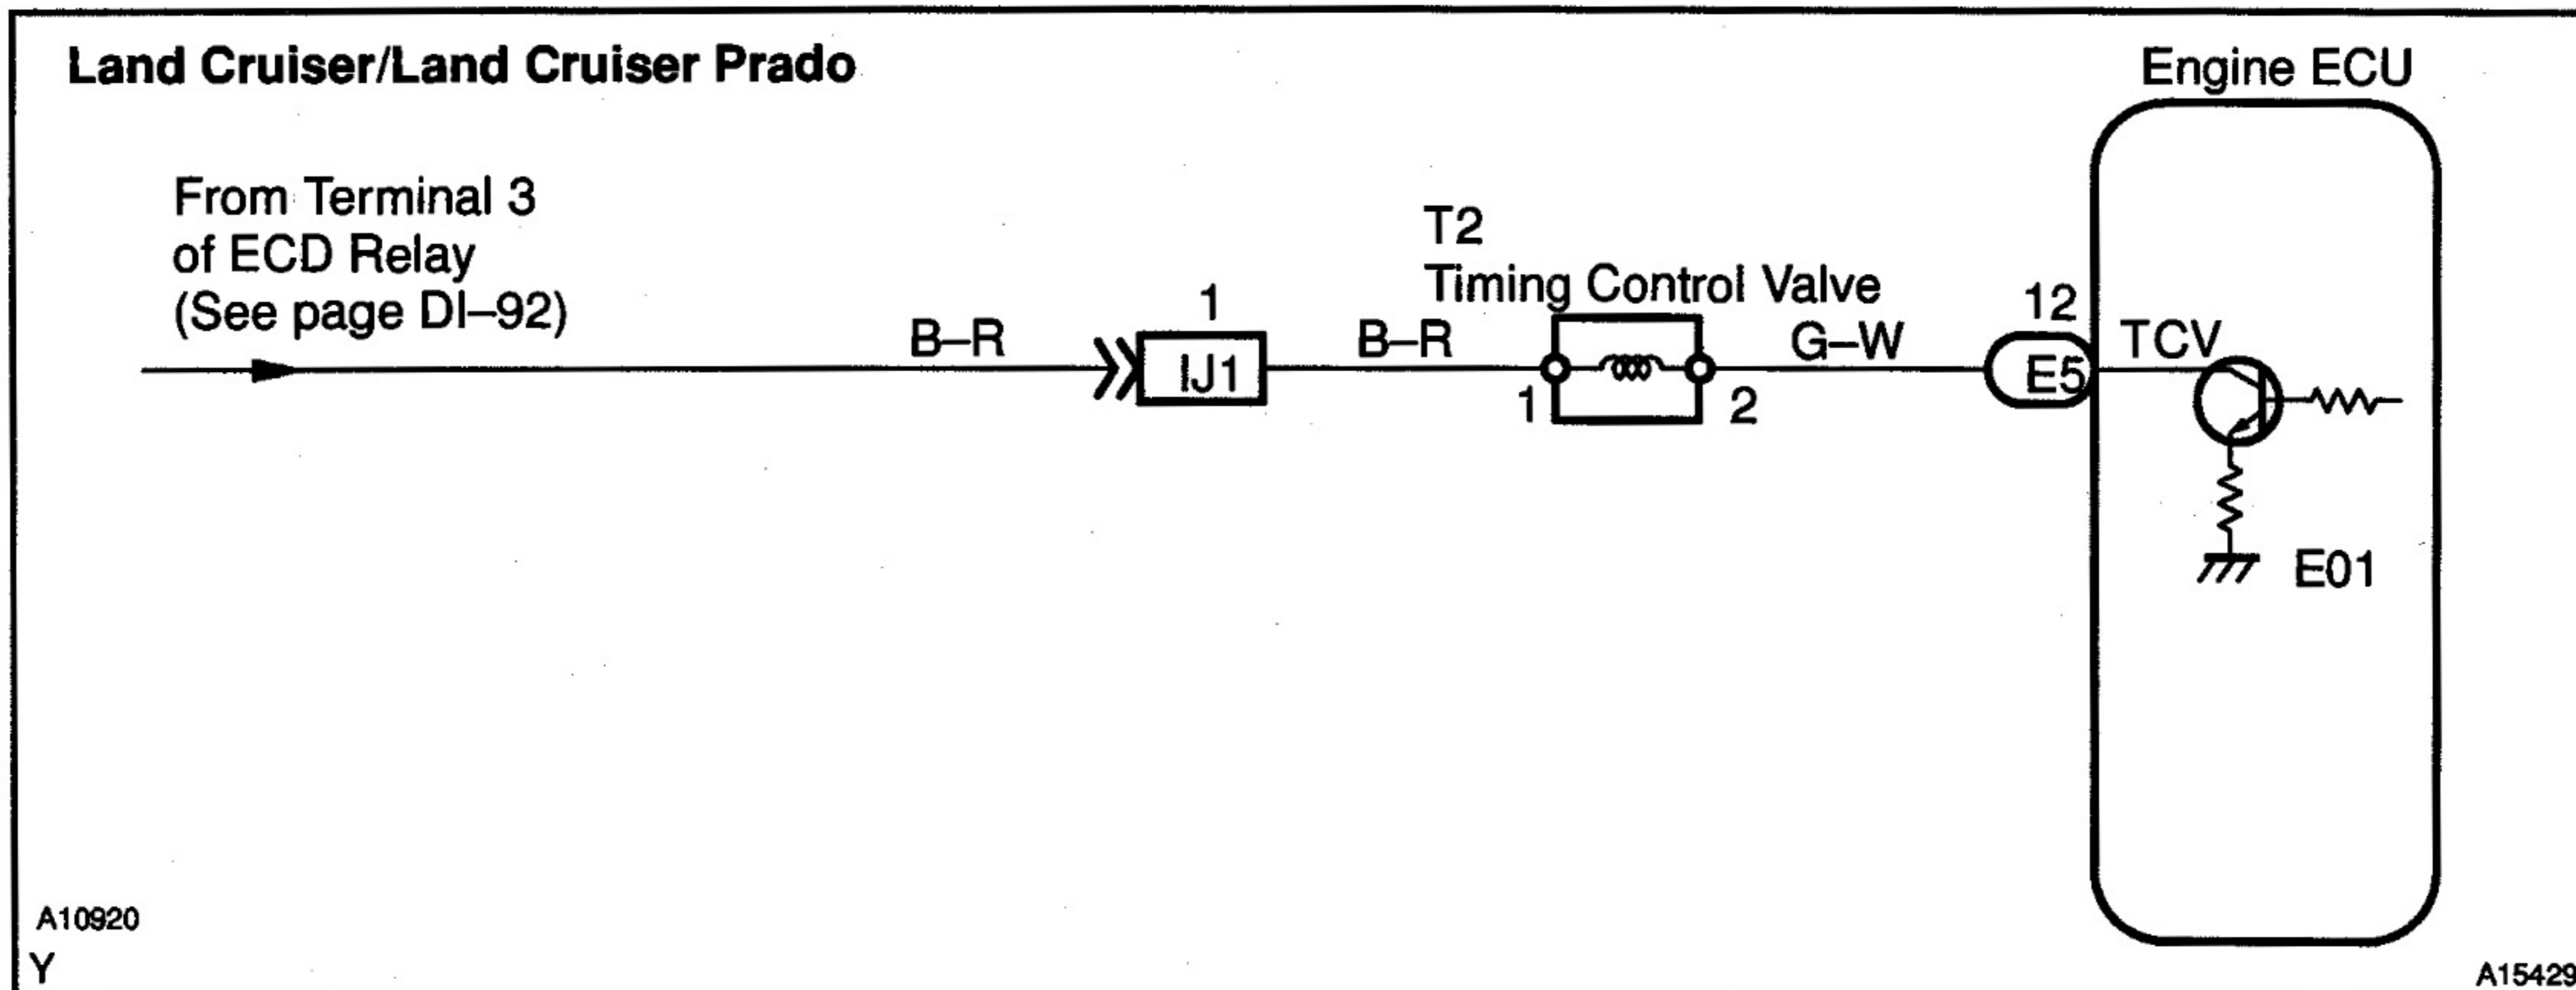 Land Cruiser/Land Cruiser Prado
Engine ECU
From Terminal 3
of ECD Relay
(See page DI–92)
B–R
1
IJ1
B–R
T2
Timing Control Valve
1
2
G–W
12
E5
TCV
E01
A10920
Y
A15429